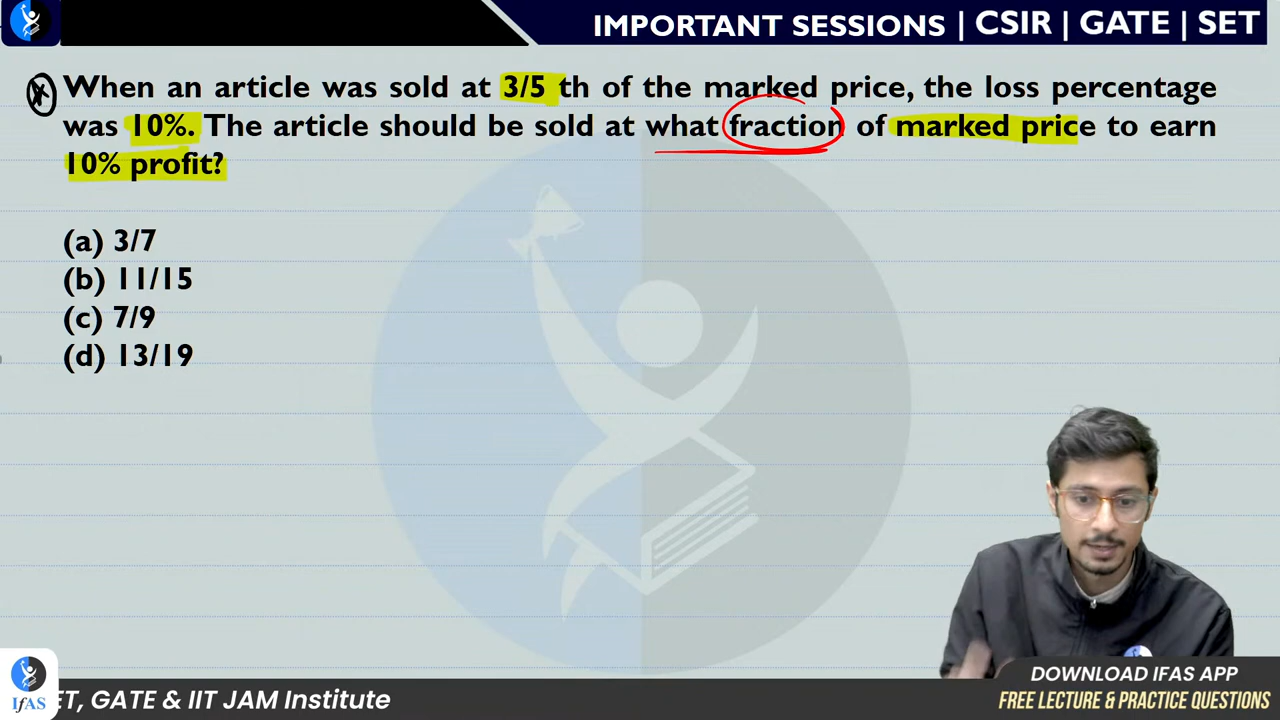 IMPORTANT SESSIONS | CSIR | GATE | SET
When an article was sold at 3/5 th of the marked price, the loss percentage
was 10%. The article should be sold at what fraction of marked price to earn
10% profit?
(a) 3/7
(b) 11/15
(c) 7/9
(d) 13/19
DOWNLOAD IFAS APP
FREE LECTURE & PRACTICE QUESTIONS
IfAS
ET, GATE & IIT JAM Institute